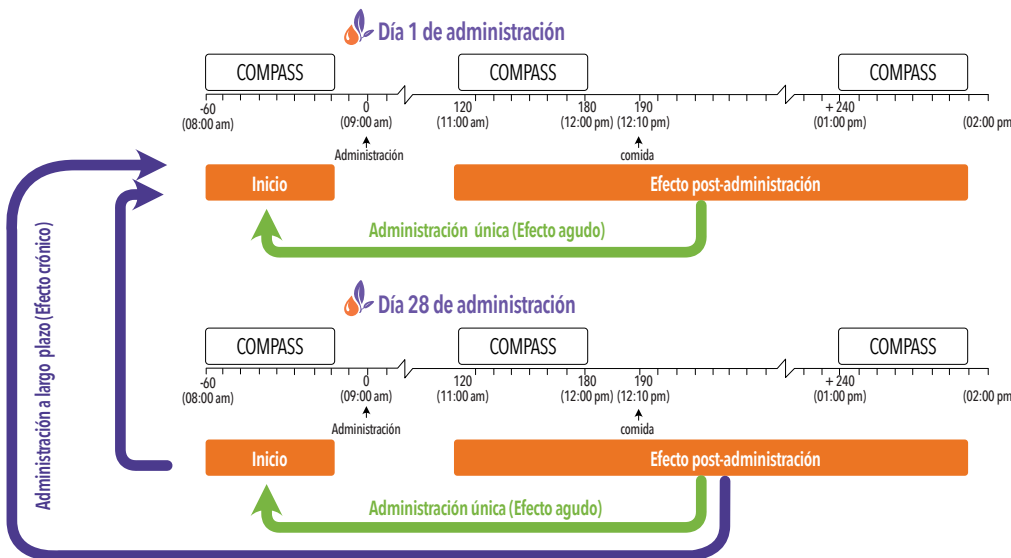 Día 1 de administración
COMPASS COMPASS COMPASS
-60 0 120 180 190 + 240
(08:00 am) (09:00 am) (11:00 am) (12:00 pm) (12:10 pm) (01:00 pm) (02:00 pm)
Administración comida
Inicio Efecto post-administración
Administración única (Efecto agudo)
Administración a largo plazo (Efecto crónico)
Día 28 de administración
COMPASS COMPASS COMPASS
-60 0 120 180 190 + 240
(08:00 am) (09:00 am) (11:00 am) (12:00 pm) (12:10 pm) (01:00 pm) (02:00 pm)
Administración comida
Inicio Efecto post-administración
Administración única (Efecto agudo)